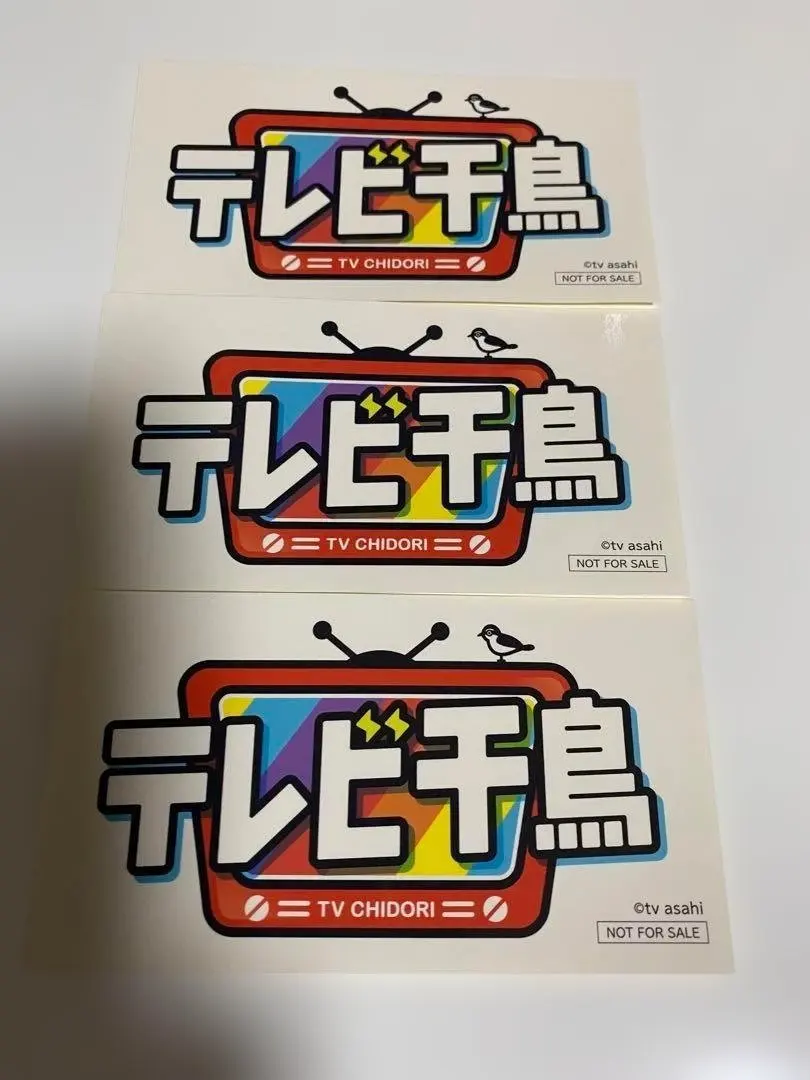 テレビ千鳥
TV CHIDORI
©tv asahi
NOT FOR SALE
テレビ千鳥
TV CHIDORI
©tv asahi
NOT FOR SALE
テレビ千鳥
TV CHIDORI
©tv asahi
NOT FOR SALE